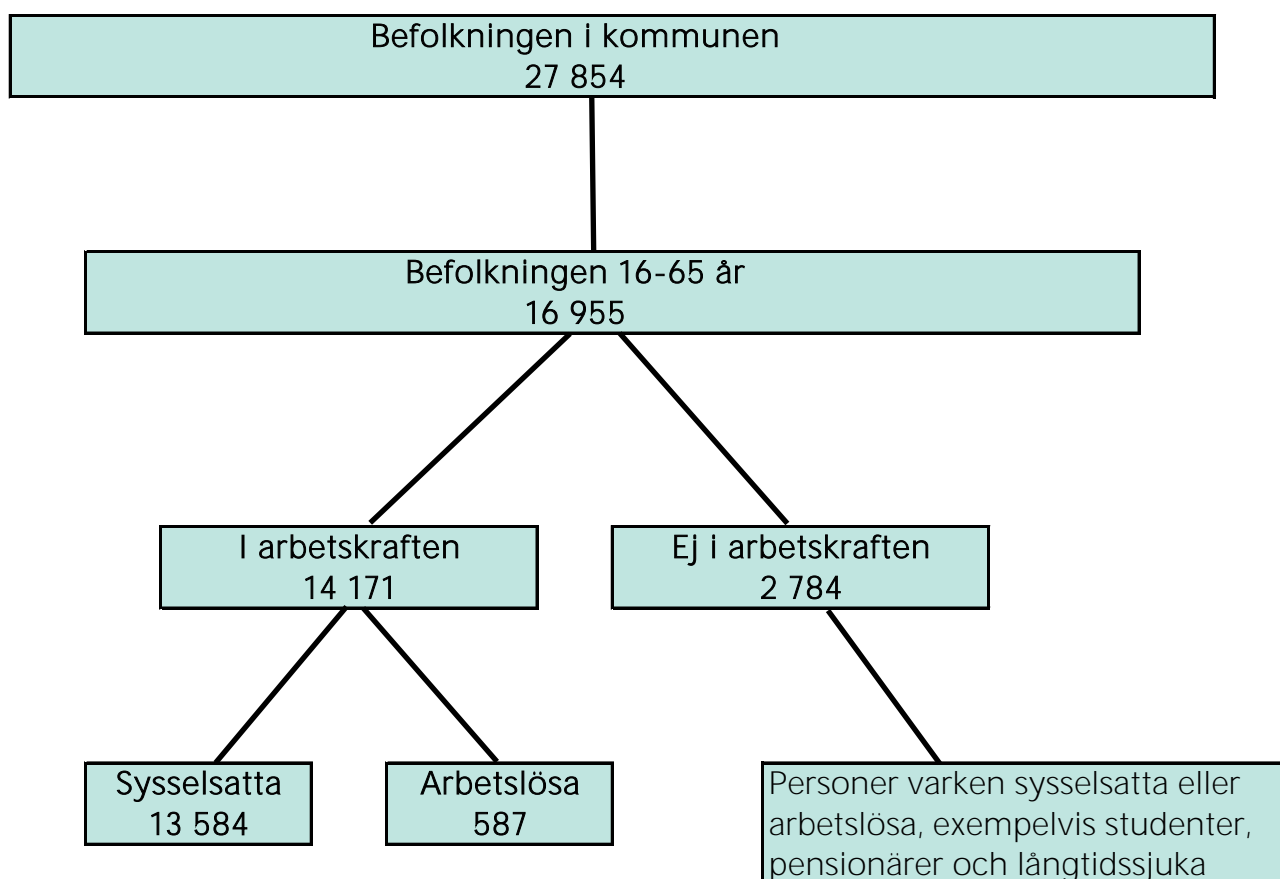 Befolkningen i kommunen
27 854
Befolkningen 16-65 år
16 955
I arbetskraften
14 171
Ej i arbetskraften
2 784
Sysselsatta
13 584
Arbetslösa
587
Personer varken sysselsatta eller
arbetslösa, exempelvis studenter,
pensionärer och långtidssjuka